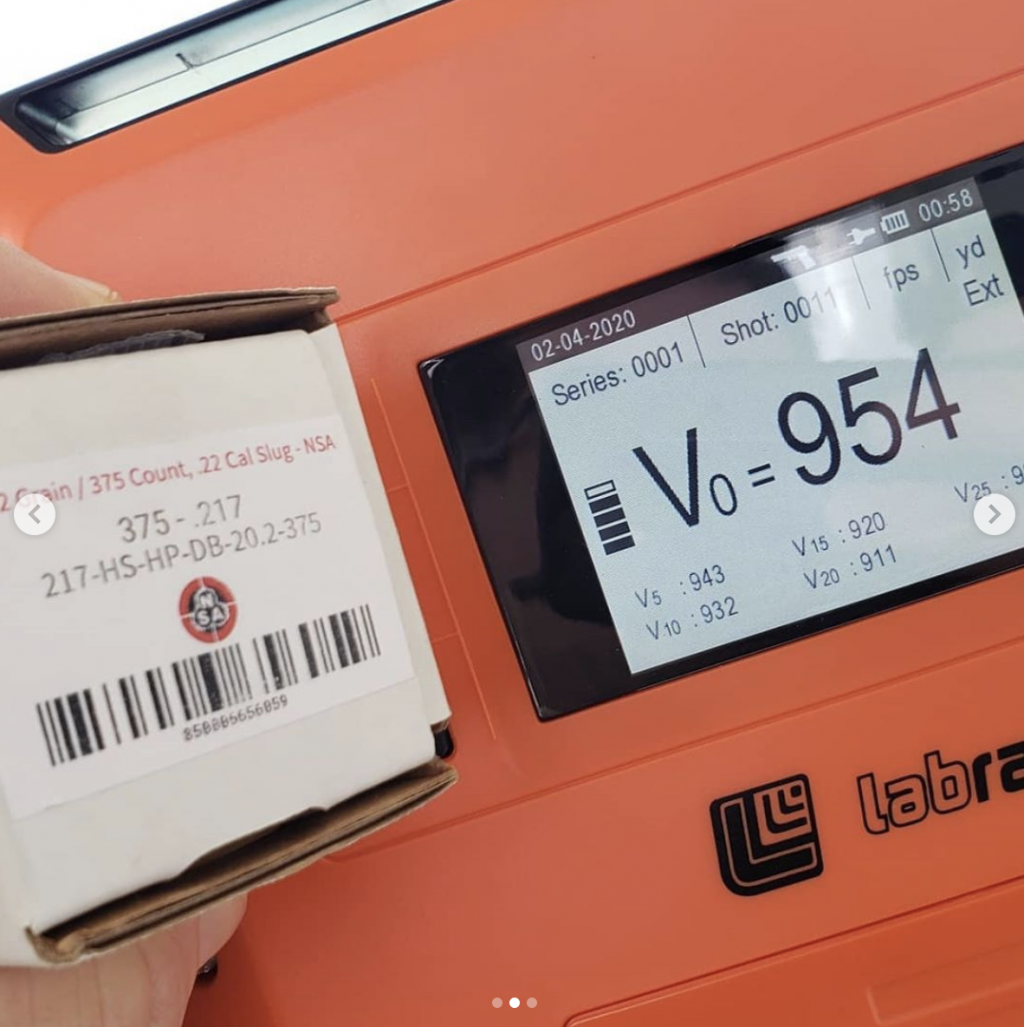 02-04-2020 00:58
Series: 0001 Shot: 0011 fps yd
Ext
V0 = 954
V5 : 943 V15 : 920 V25 : 9
V10 : 932 V20 : 911
Grain / 375 Count, .22 Cal Slug - NSA
375 - .217
217-HS-HP-DB-20.2-375
NSA
850006656059
labra